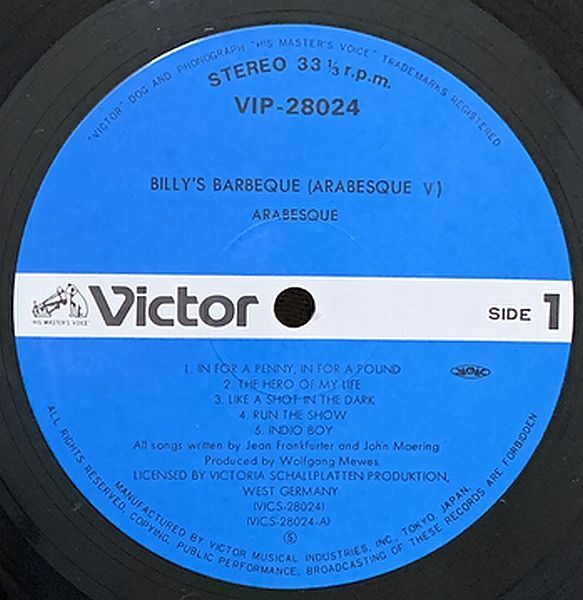 "VICTOR" DOG AND PHONOGRAPH "HIS MASTER'S VOICE" TRADEMARKS REGISTERED
STEREO 33 1/3 r.p.m.
VIP-28024
BILLY'S BARBEQUE (ARABESQUE V)
ARABESQUE
"HIS MASTER'S VOICE"
Victor
SIDE 1
1. IN FOR A PENNY, IN FOR A POUND
2. THE HERO OF MY LIFE
3. LIKE A SHOT IN THE DARK
4. RUN THE SHOW
5. INDIO BOY
All songs written by Jean Frankfurter and John Moering
Produced by Wolfgang Mewes
LICENSED BY VICTORIA SCHALLPLATTEN PRODUKTION,
WEST GERMANY
(VICS-28024)
(VICS-28024-A)
S
MANUFACTURED BY VICTOR MUSICAL INDUSTRIES, INC., TOKYO JAPAN.
ALL RIGHTS RESERVED, COPYING, PUBLIC PERFORMANCE, BROADCASTING OF THESE RECORDS ARE FORBIDDEN